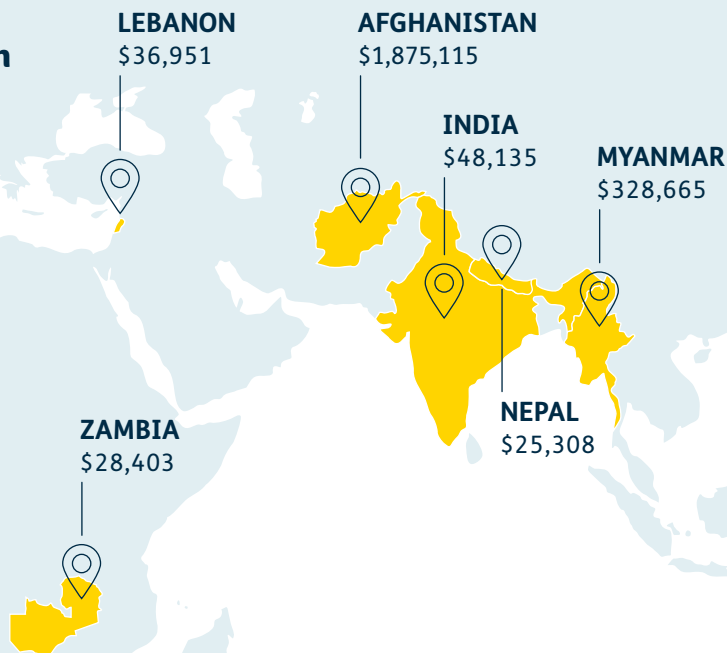 LEBANON
$36,951
AFGHANISTAN
$1,875,115
INDIA
$48,135
MYANMAR
$328,665
NEPAL
$25,308
ZAMBIA
$28,403